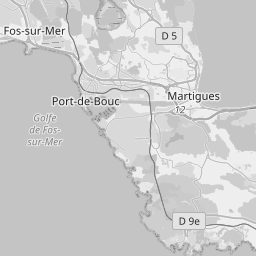 Fos-sur-Mer
D 5
Martigues
Port-de-Bouc
12
Golfe
de Fos-
sur-Mer
D 9e